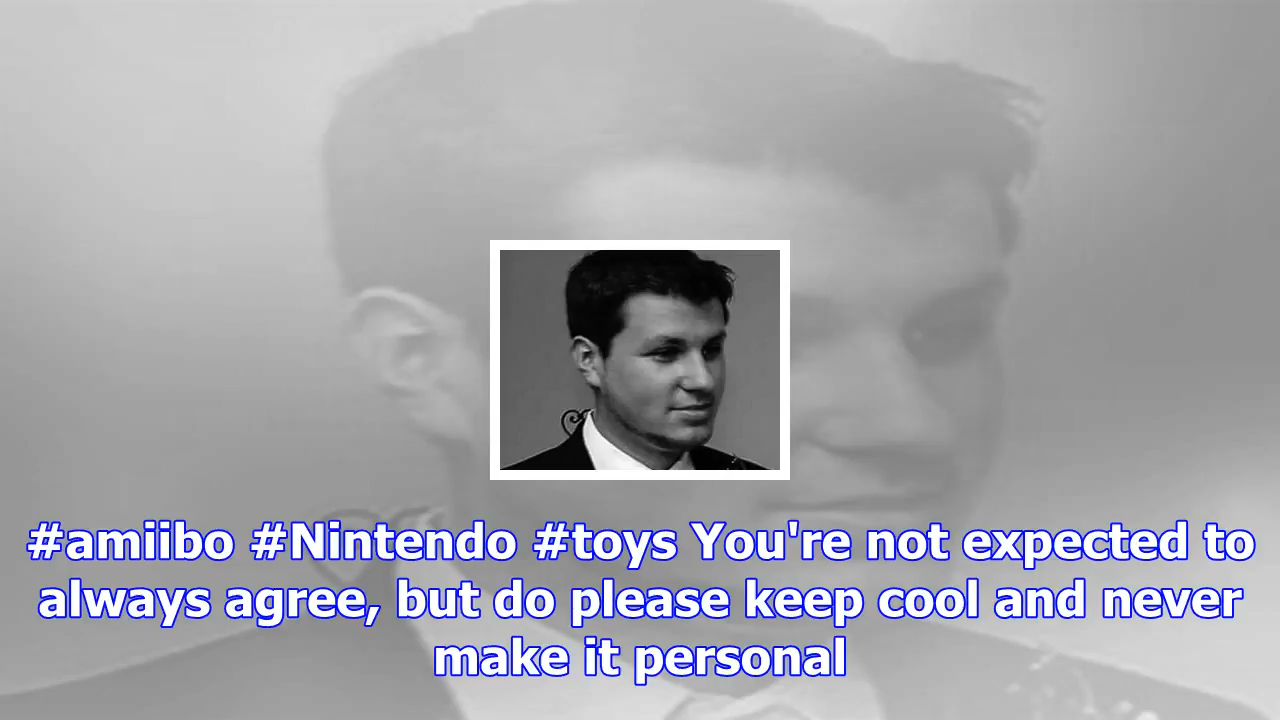 #amiibo #Nintendo #toys You're not expected to
always agree, but do please keep cool and never
make it personal